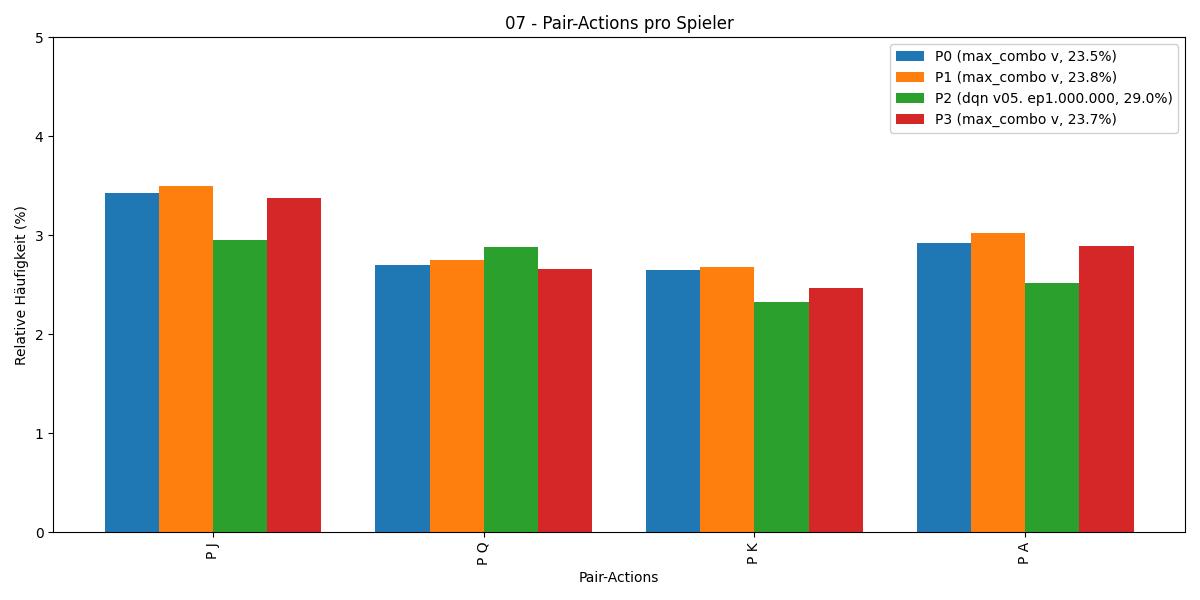 07 - Pair-Actions pro Spieler
P0 (max_combo v, 23.5%)
P1 (max_combo v, 23.8%)
P2 (dqn v05. ep1.000.000, 29.0%)
P3 (max_combo v, 23.7%)
Relative Häufigkeit (%)
5
4
3
2
1
0
P J
P Q
P K
P A
Pair-Actions